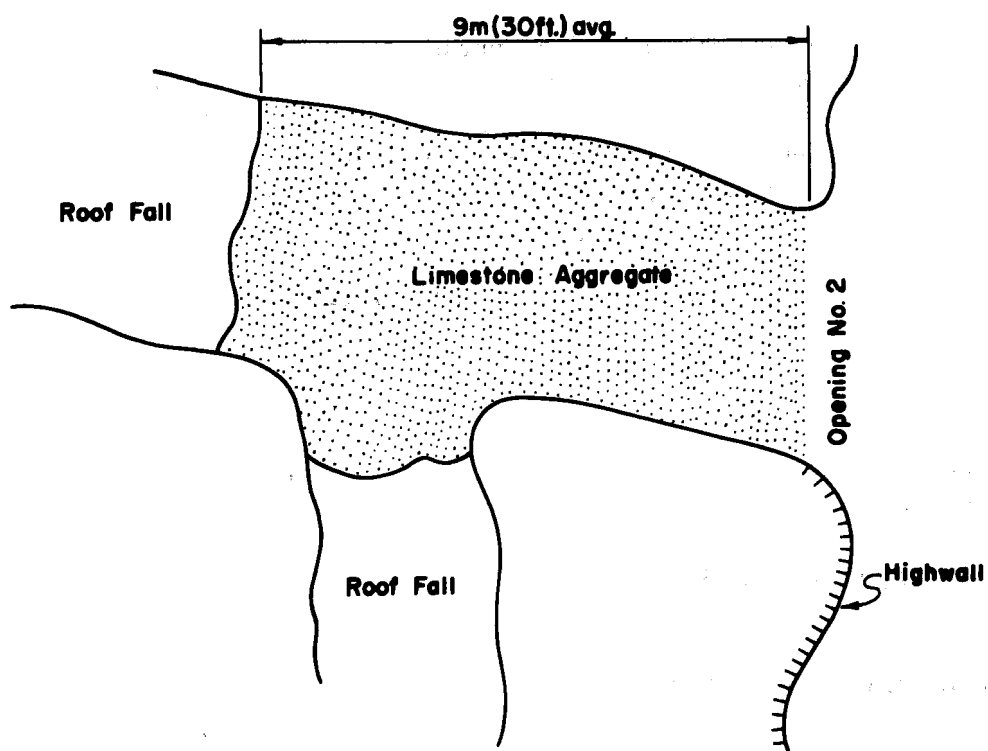 9m(30ft.) avg.
Roof Fall
Limestone Aggregate
Opening No. 2
Roof Fall
Highwall